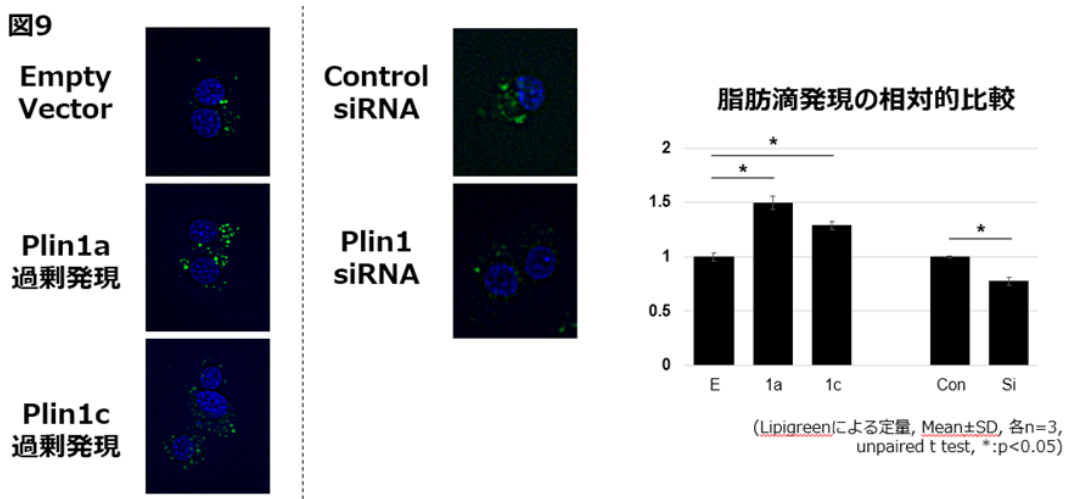 図9
Empty
Vector
Plin1a
過剰発現
Plin1c
過剰発現
Control
siRNA
Plin1
siRNA
脂肪滴発現の相対的比較
2
1.5
1
0.5
0
*
*
*
E 1a 1c Con Si
(Lipigreenによる定量, Mean±SD, 各n=3,
unpaired t test, *:p<0.05)